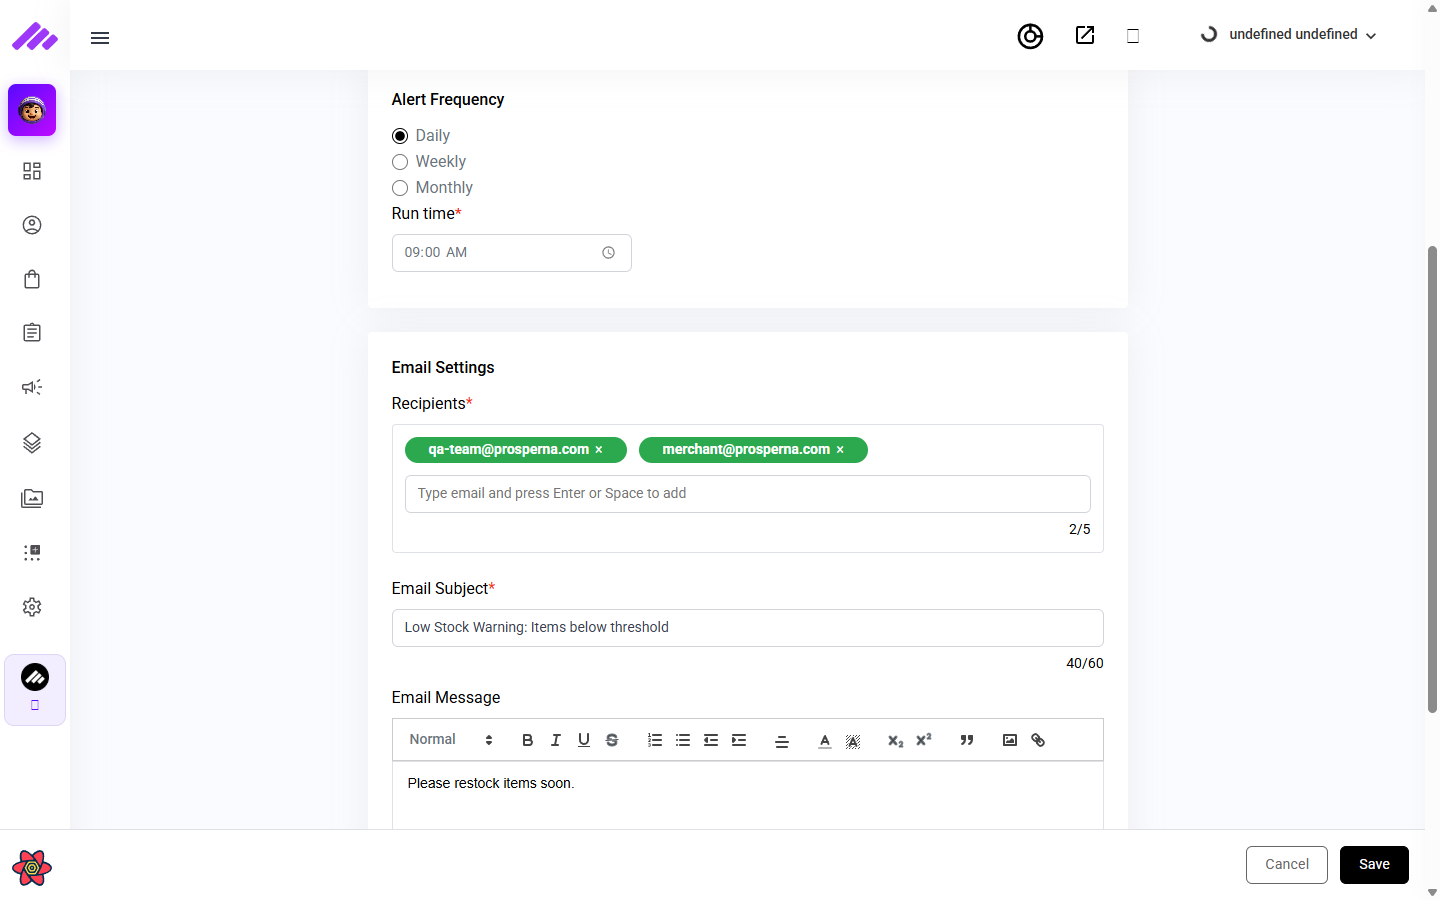 undefined undefined
Alert Frequency
Daily
Weekly
Monthly
Run time*
09:00 AM
Email Settings
Recipients*
qa-team@prosperna.com ×
merchant@prosperna.com ×
Type email and press Enter or Space to add
2/5
Email Subject*
Low Stock Warning: Items below threshold
40/60
Email Message
Normal
Please restock items soon.
Cancel
Save